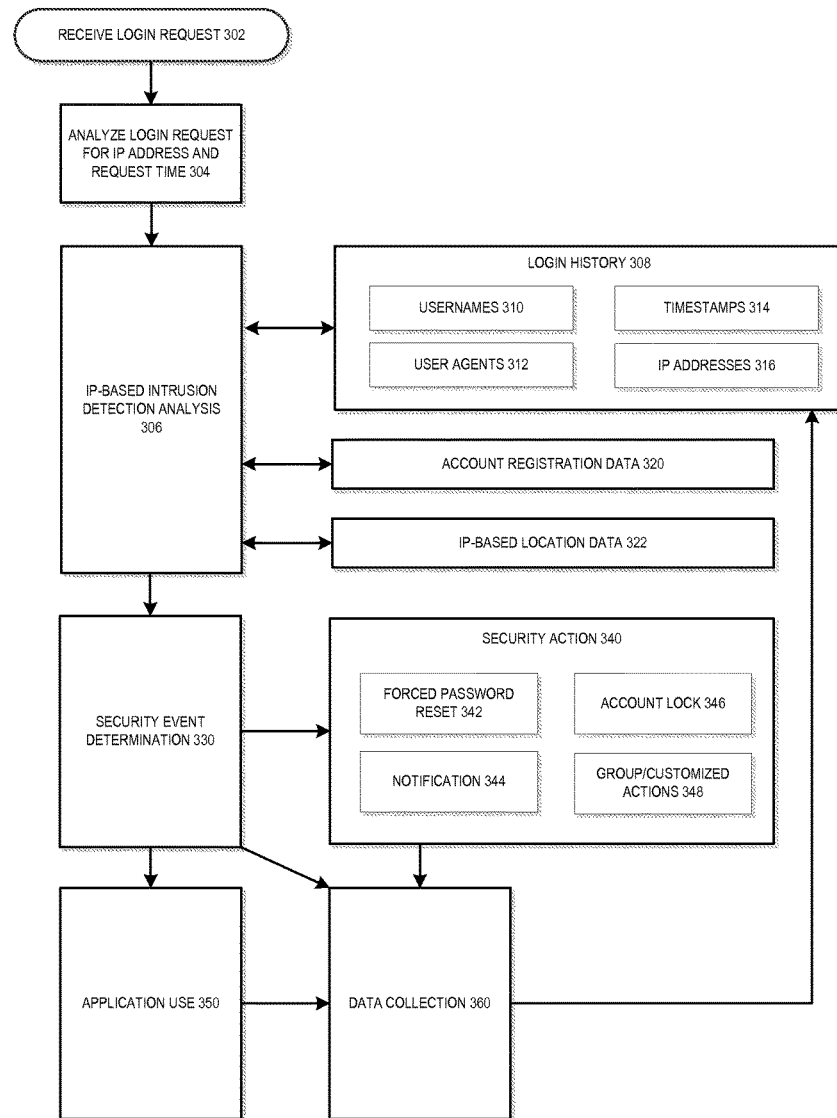 RECEIVE LOGIN REQUEST 302
ANALYZE LOGIN REQUEST
FOR IP ADDRESS AND
REQUEST TIME 304
IP-BASED INTRUSION
DETECTION ANALYSIS
306
LOGIN HISTORY 308
USERNAMES 310
TIMESTAMPS 314
USER AGENTS 312
IP ADDRESSES 316
ACCOUNT REGISTRATION DATA 320
IP-BASED LOCATION DATA 322
SECURITY EVENT
DETERMINATION 330
SECURITY ACTION 340
FORCED PASSWORD
RESET 342
ACCOUNT LOCK 346
NOTIFICATION 344
GROUP/CUSTOMIZED
ACTIONS 348
APPLICATION USE 350
DATA COLLECTION 360